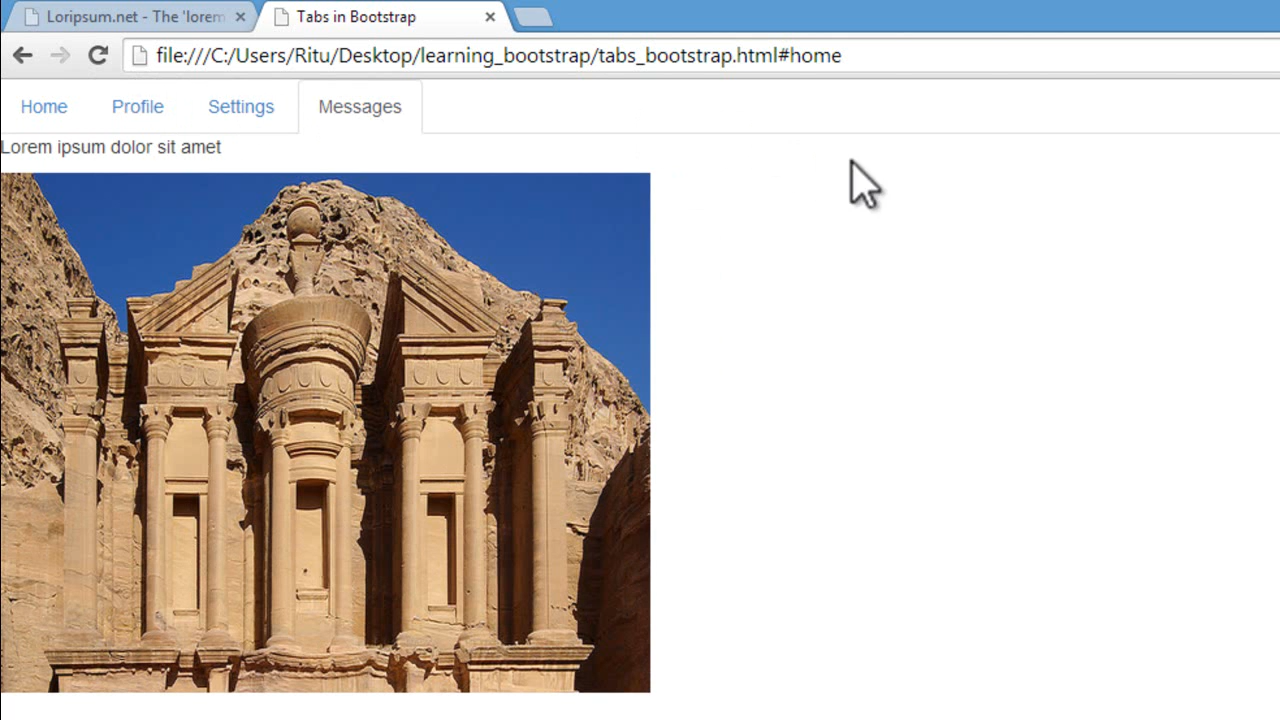 Loripsum.net - The 'lorem
Tabs in Bootstrap
file:///C:/Users/Ritu/Desktop/learning_bootstrap/tabs_bootstrap.html#home
Home Profile Settings Messages
Lorem ipsum dolor sit amet